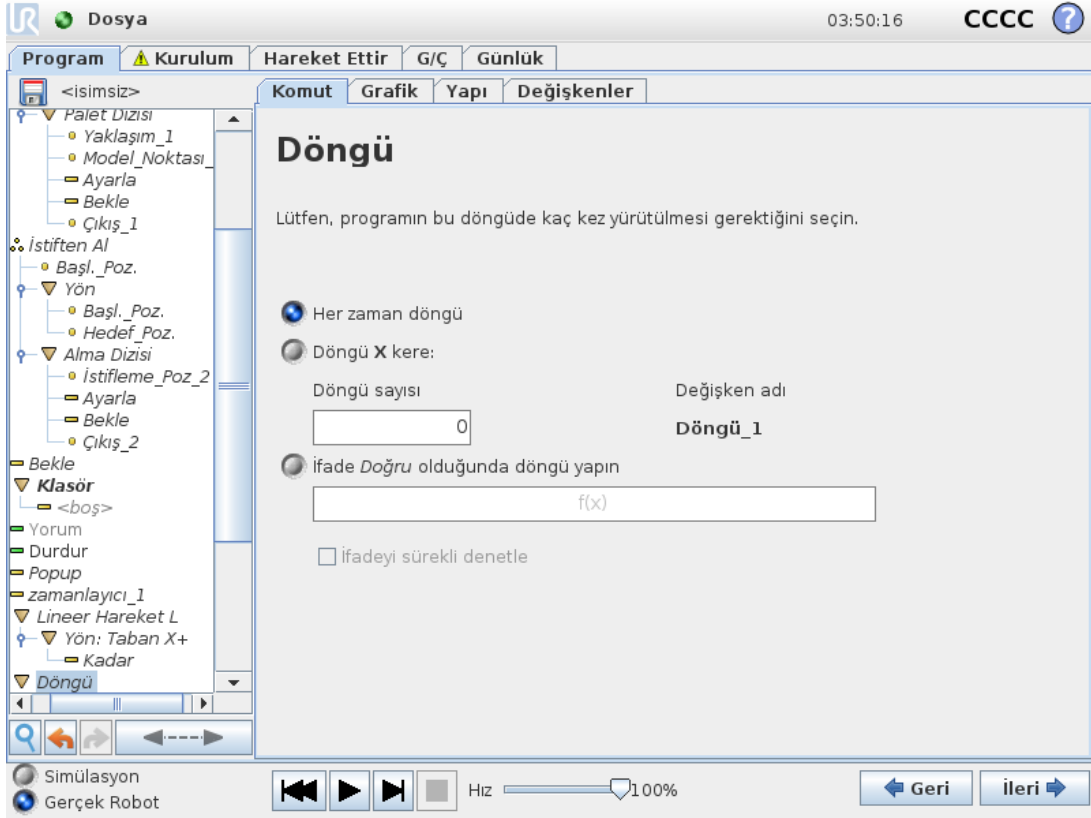 UR Dosya 03:50:16 CCCC ?
Program Kurulum Hareket Ettir G/Ç Günlük
<isimsiz> Komut Grafik Yapı Değişkenler
Palet Dizisi
Yaklaşım_1
Model_Noktası_
Ayarla
Bekle
Çıkış_1
İstiften Al
Başl._Poz.
Yön
Başl._Poz.
Hedef_Poz.
Alma Dizisi
İstifleme_Poz_2
Ayarla
Bekle
Çıkış_2
Bekle
Klasör
<boş>
Yorum
Durdur
Popup
zamanlayıcı_1
Lineer Hareket L
Yön: Taban X+
Kadar
Döngü
Döngü
Lütfen, programın bu döngüde kaç kez yürütülmesi gerektiğini seçin.
Her zaman döngü
Döngü X kere:
Döngü sayısı Değişken adı
0 Döngü_1
İfade Doğru olduğunda döngü yapın
f(x)
İfadeyi sürekli denetle
Simülasyon
Gerçek Robot
Hız 100% Geri İleri